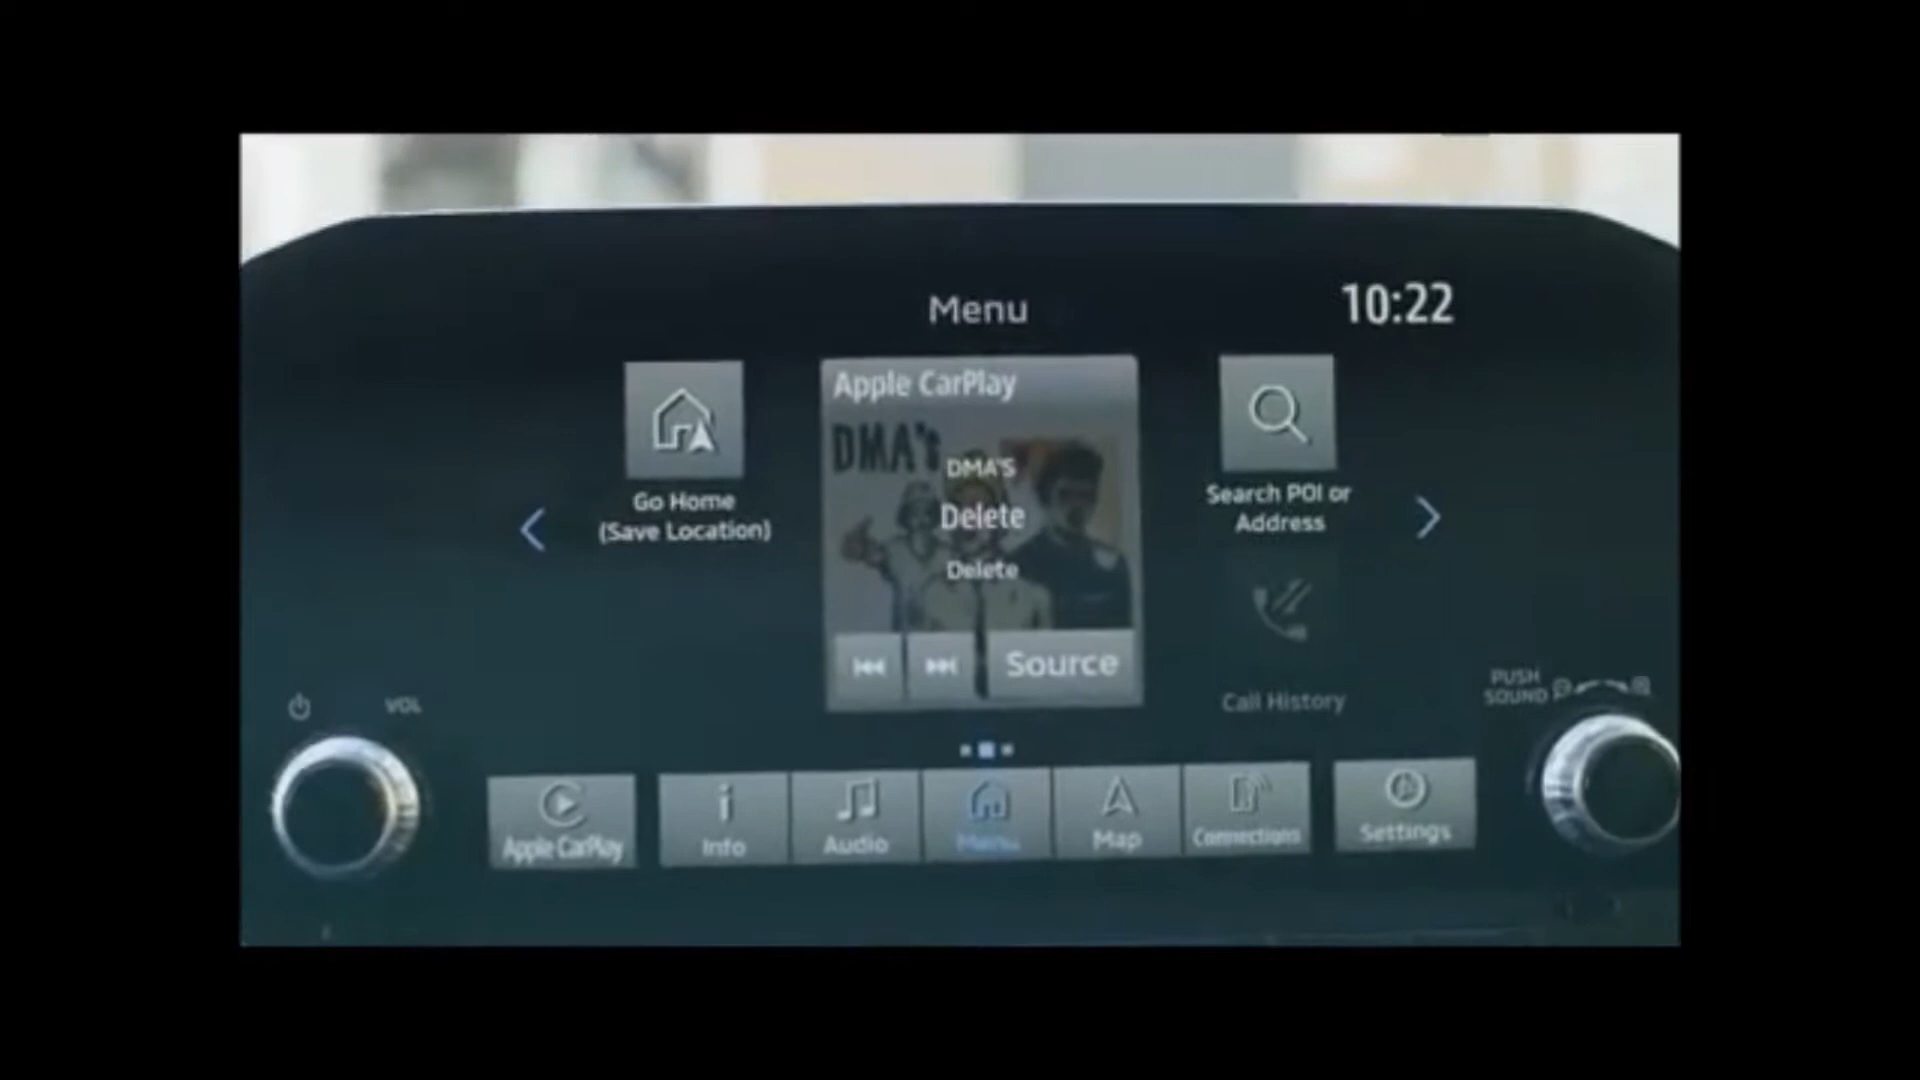 Menu
10:22
Apple CarPlay
DMA's
DMA'S
Delete
Delete
Source
Go Home
(Save Location)
Search POI or
Address
Call History
VOL
PUSH
SOUND
Apple CarPlay
Info
Audio
Menu
Map
Connections
Settings